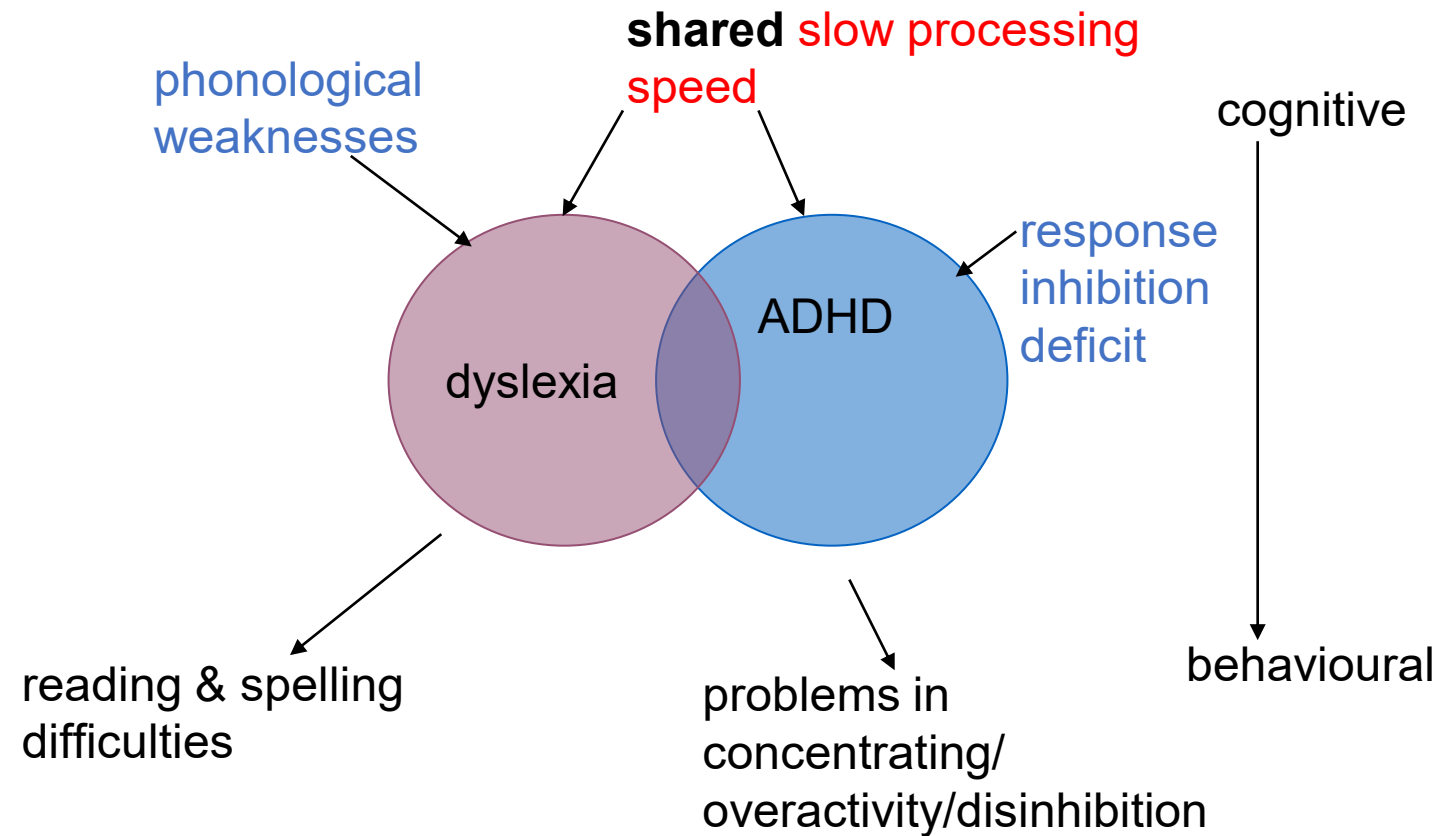 shared slow processing
speed
phonological
weaknesses
cognitive
response
inhibition
deficit
ADHD
dyslexia
reading & spelling
difficulties
problems in
concentrating/
overactivity/disinhibition
behavioural